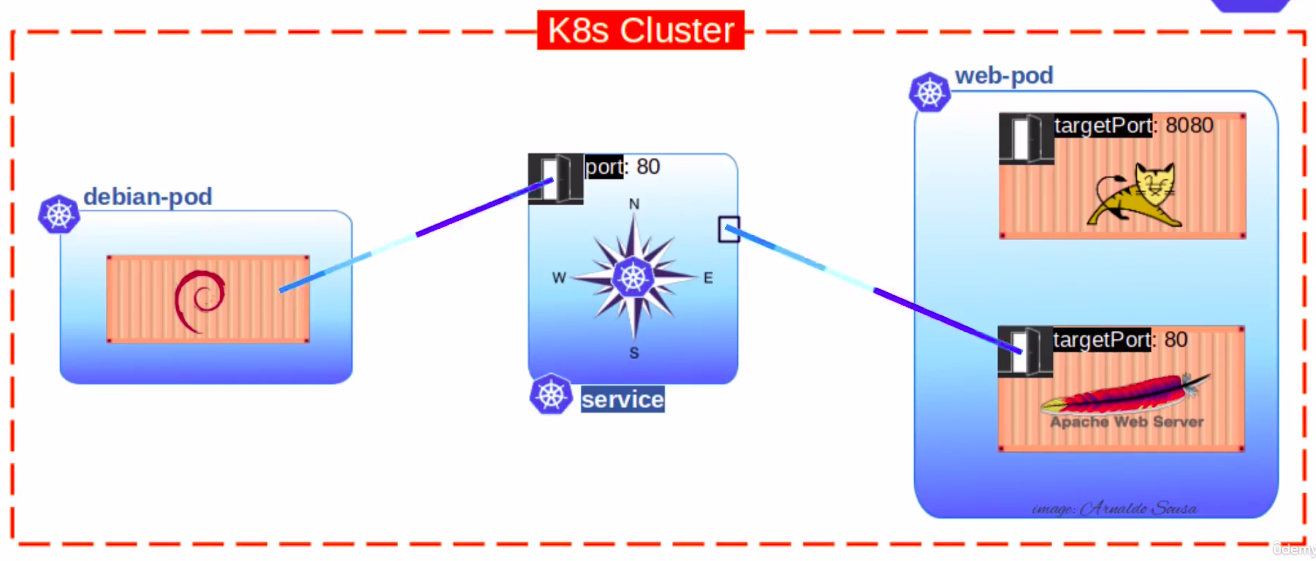 K8s Cluster
web-pod
targetPort: 8080
port: 80
debian-pod
N
W
E
S
targetPort: 80
service
Apache Web Server
image: Arnaldo Sousa
ûdemy